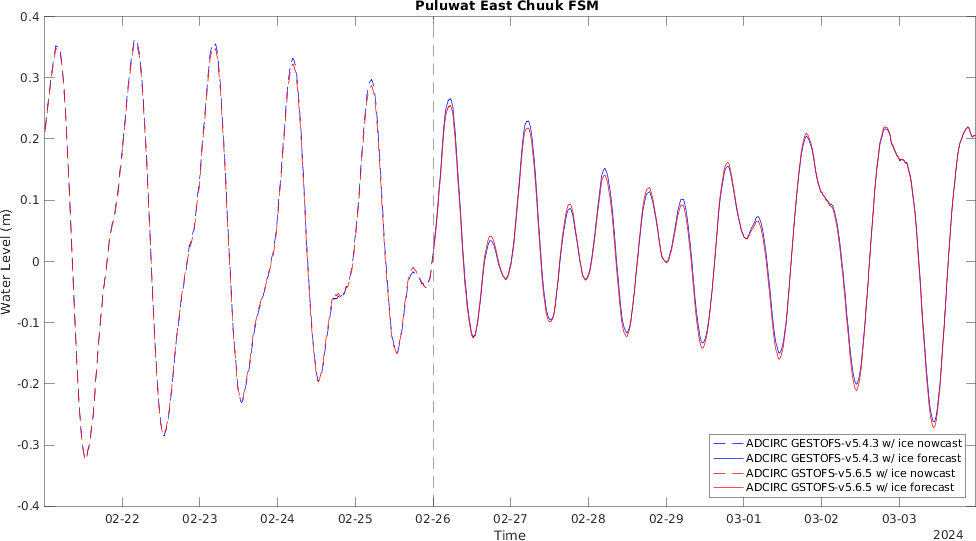 Puluwat East Chuuk FSM
0.4
0.3
0.2
0.1
0
-0.1
-0.2
-0.3
-0.4
Water Level (m)
02-22 02-23 02-24 02-25 02-26 02-27 02-28 02-29 03-01 03-02 03-03
Time
2024
ADCIRC GESTOFS-v5.4.3 w/ ice nowcast
ADCIRC GESTOFS-v5.4.3 w/ ice forecast
ADCIRC GSTOFS-v5.6.5 w/ ice nowcast
ADCIRC GSTOFS-v5.6.5 w/ ice forecast